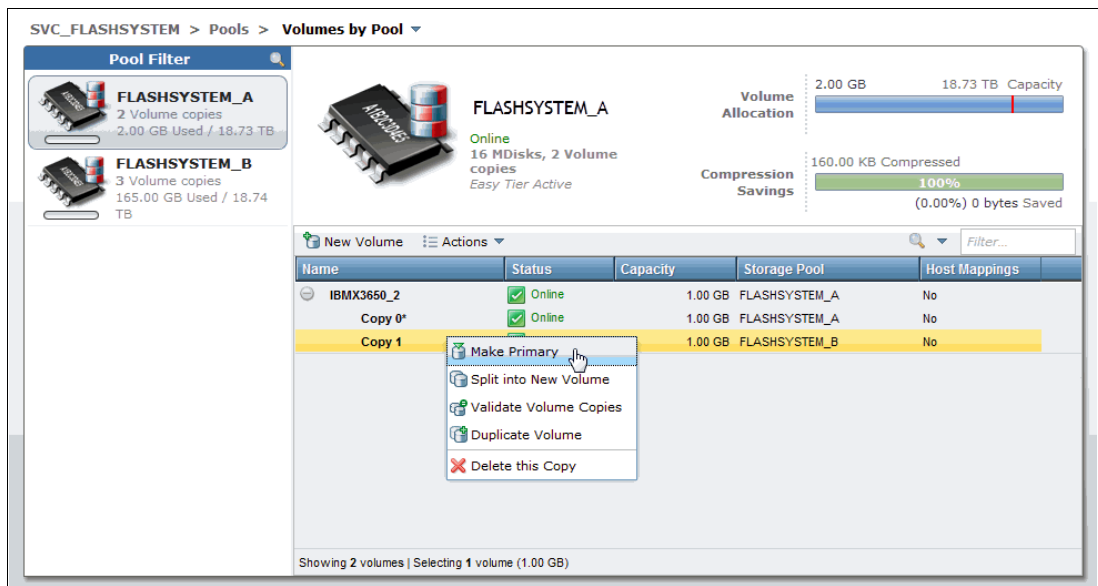 SVC_FLASHSYSTEM > Pools > Volumes by Pool
Pool Filter
FLASHSYSTEM_A
2 Volume copies
2.00 GB Used / 18.73 TB
FLASHSYSTEM_B
3 Volume copies
165.00 GB Used / 18.74
TB
A1B2C3D4E5
FLASHSYSTEM_A
Online
16 MDisks, 2 Volume
copies
Easy Tier Active
Volume
Allocation
2.00 GB 18.73 TB Capacity
Compression
Savings
160.00 KB Compressed
100%
(0.00%) 0 bytes Saved
New Volume Actions Filter...
Name Status Capacity Storage Pool Host Mappings
IBMX3650_2 Online 1.00 GB FLASHSYSTEM_A No
Copy 0* Online 1.00 GB FLASHSYSTEM_A No
Copy 1 1.00 GB FLASHSYSTEM_B No
Make Primary
Split into New Volume
Validate Volume Copies
Duplicate Volume
Delete this Copy
Showing 2 volumes | Selecting 1 volume (1.00 GB)